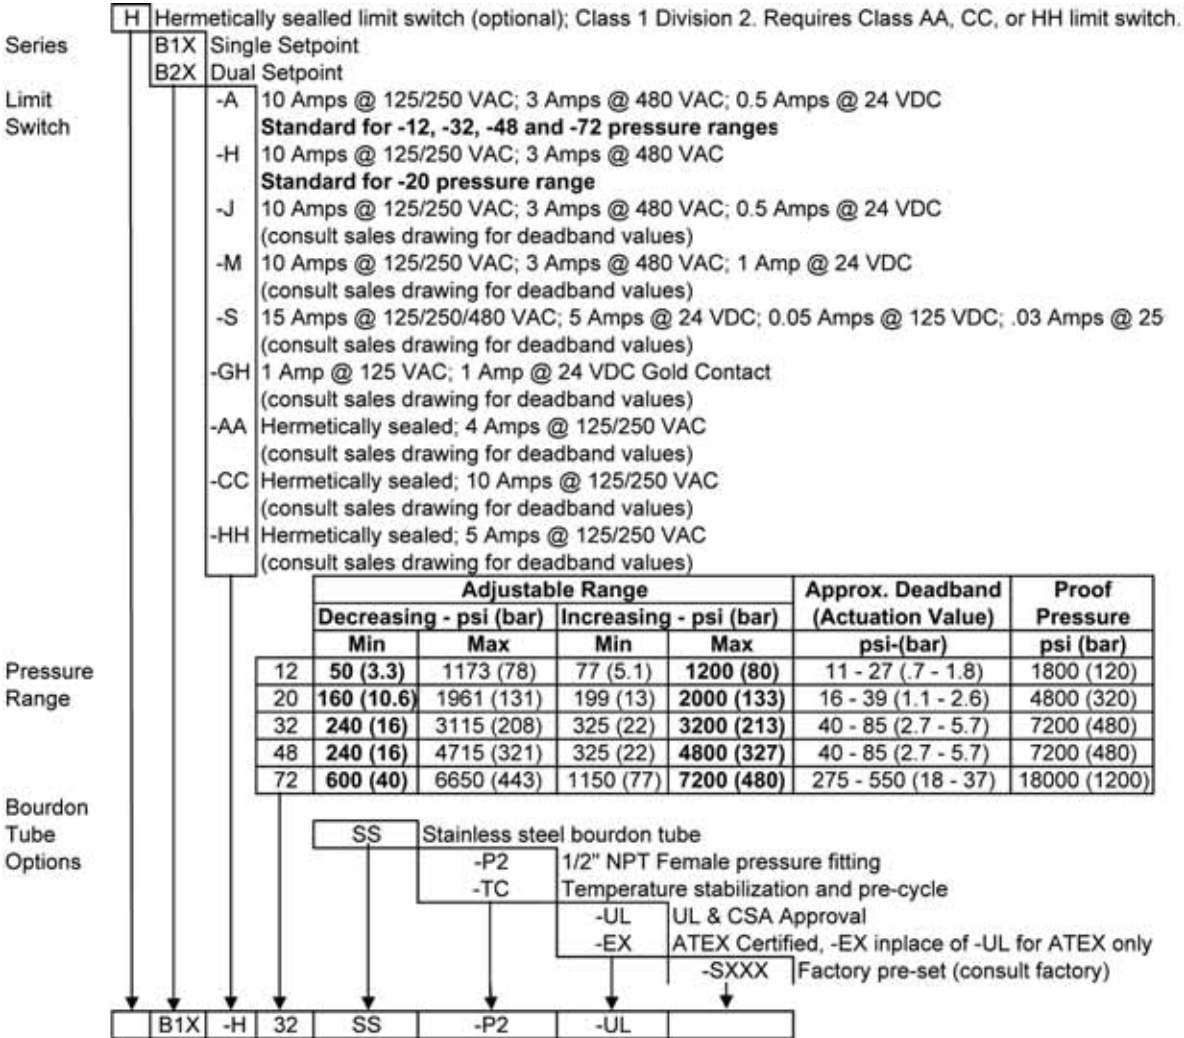 H Hermetically sealled limit switch (optional); Class 1 Division 2. Requires Class AA, CC, or HH limit switch.
Series B1X Single Setpoint
B2X Dual Setpoint
Limit -A 10 Amps @ 125/250 VAC; 3 Amps @ 480 VAC; 0.5 Amps @ 24 VDC
Switch Standard for -12, -32, -48 and -72 pressure ranges
-H 10 Amps @ 125/250 VAC; 3 Amps @ 480 VAC
Standard for -20 pressure range
-J 10 Amps @ 125/250 VAC; 3 Amps @ 480 VAC; 0.5 Amps @ 24 VDC
(consult sales drawing for deadband values)
-M 10 Amps @ 125/250 VAC; 3 Amps @ 480 VAC; 1 Amp @ 24 VDC
(consult sales drawing for deadband values)
-S 15 Amps @ 125/250/480 VAC; 5 Amps @ 24 VDC; 0.05 Amps @ 125 VDC; .03 Amps @ 25
(consult sales drawing for deadband values)
-GH 1 Amp @ 125 VAC; 1 Amp @ 24 VDC Gold Contact
(consult sales drawing for deadband values)
-AA Hermetically sealed; 4 Amps @ 125/250 VAC
(consult sales drawing for deadband values)
-CC Hermetically sealed; 10 Amps @ 125/250 VAC
(consult sales drawing for deadband values)
-HH Hermetically sealed; 5 Amps @ 125/250 VAC
(consult sales drawing for deadband values)
Adjustable Range Approx. Deadband Proof
Decreasing - psi (bar) Increasing - psi (bar) (Actuation Value) Pressure
Min Max Min Max psi-(bar) psi (bar)
Pressure 12 50 (3.3) 1173 (78) 77 (5.1) 1200 (80) 11 - 27 (.7 - 1.8) 1800 (120)
Range 20 160 (10.6) 1961 (131) 199 (13) 2000 (133) 16 - 39 (1.1 - 2.6) 4800 (320)
32 240 (16) 3115 (208) 325 (22) 3200 (213) 40 - 85 (2.7 - 5.7) 7200 (480)
48 240 (16) 4715 (321) 325 (22) 4800 (327) 40 - 85 (2.7 - 5.7) 7200 (480)
72 600 (40) 6650 (443) 1150 (77) 7200 (480) 275 - 550 (18 - 37) 18000 (1200)
Bourdon
Tube SS Stainless steel bourdon tube
Options -P2 1/2" NPT Female pressure fitting
-TC Temperature stabilization and pre-cycle
-UL UL & CSA Approval
-EX ATEX Certified, -EX inplace of -UL for ATEX only
-SXXX Factory pre-set (consult factory)
B1X -H 32 SS -P2 -UL